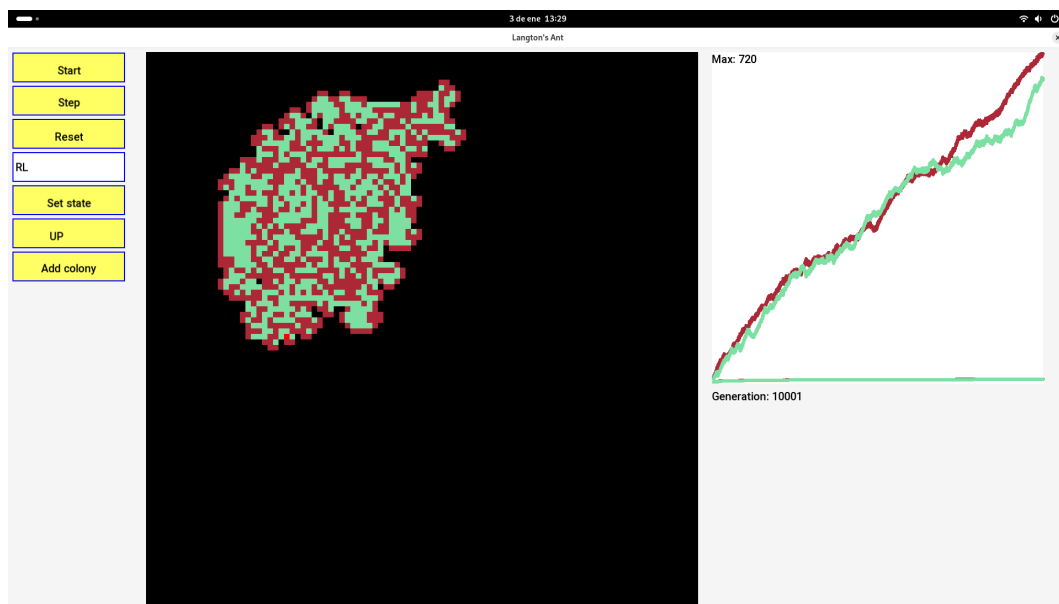 3 de ene 13:29
Langton's Ant
Start
Step
Reset
RL
Set state
UP
Add colony
Max: 720
Generation: 10001